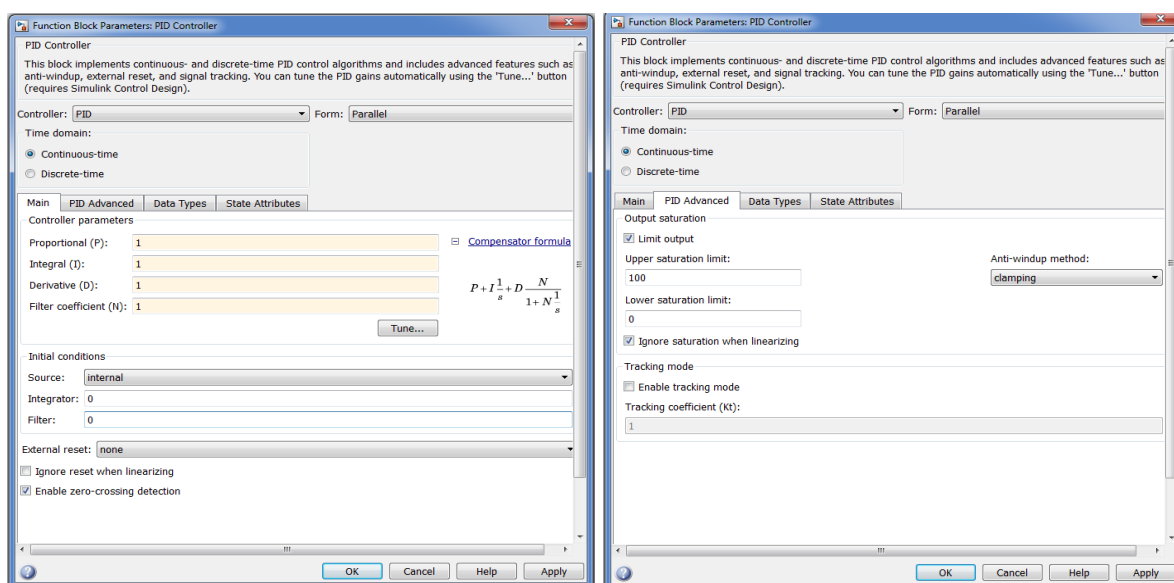 Function Block Parameters: PID Controller
PID Controller
This block implements continuous- and discrete-time PID control algorithms and includes advanced features such as
anti-windup, external reset, and signal tracking. You can tune the PID gains automatically using the 'Tune...' button
(requires Simulink Control Design).
Controller: PID Form: Parallel
Time domain:
Continuous-time
Discrete-time
Main PID Advanced Data Types State Attributes
Controller parameters
Proportional (P): 1 Compensator formula
Integral (I): 1
Derivative (D): 1
Filter coefficient (N): 1
P + I 1/s + D N/(1 + N 1/s)
Tune...
Initial conditions
Source: internal
Integrator: 0
Filter: 0
External reset: none
Ignore reset when linearizing
Enable zero-crossing detection
OK Cancel Help Apply
Function Block Parameters: PID Controller
PID Controller
This block implements continuous- and discrete-time PID control algorithms and includes advanced features such as
anti-windup, external reset, and signal tracking. You can tune the PID gains automatically using the 'Tune...' button
(requires Simulink Control Design).
Controller: PID Form: Parallel
Time domain:
Continuous-time
Discrete-time
Main PID Advanced Data Types State Attributes
Output saturation
Limit output
Upper saturation limit: Anti-windup method:
100 clamping
Lower saturation limit:
0
Ignore saturation when linearizing
Tracking mode
Enable tracking mode
Tracking coefficient (Kt):
1
OK Cancel Help Apply